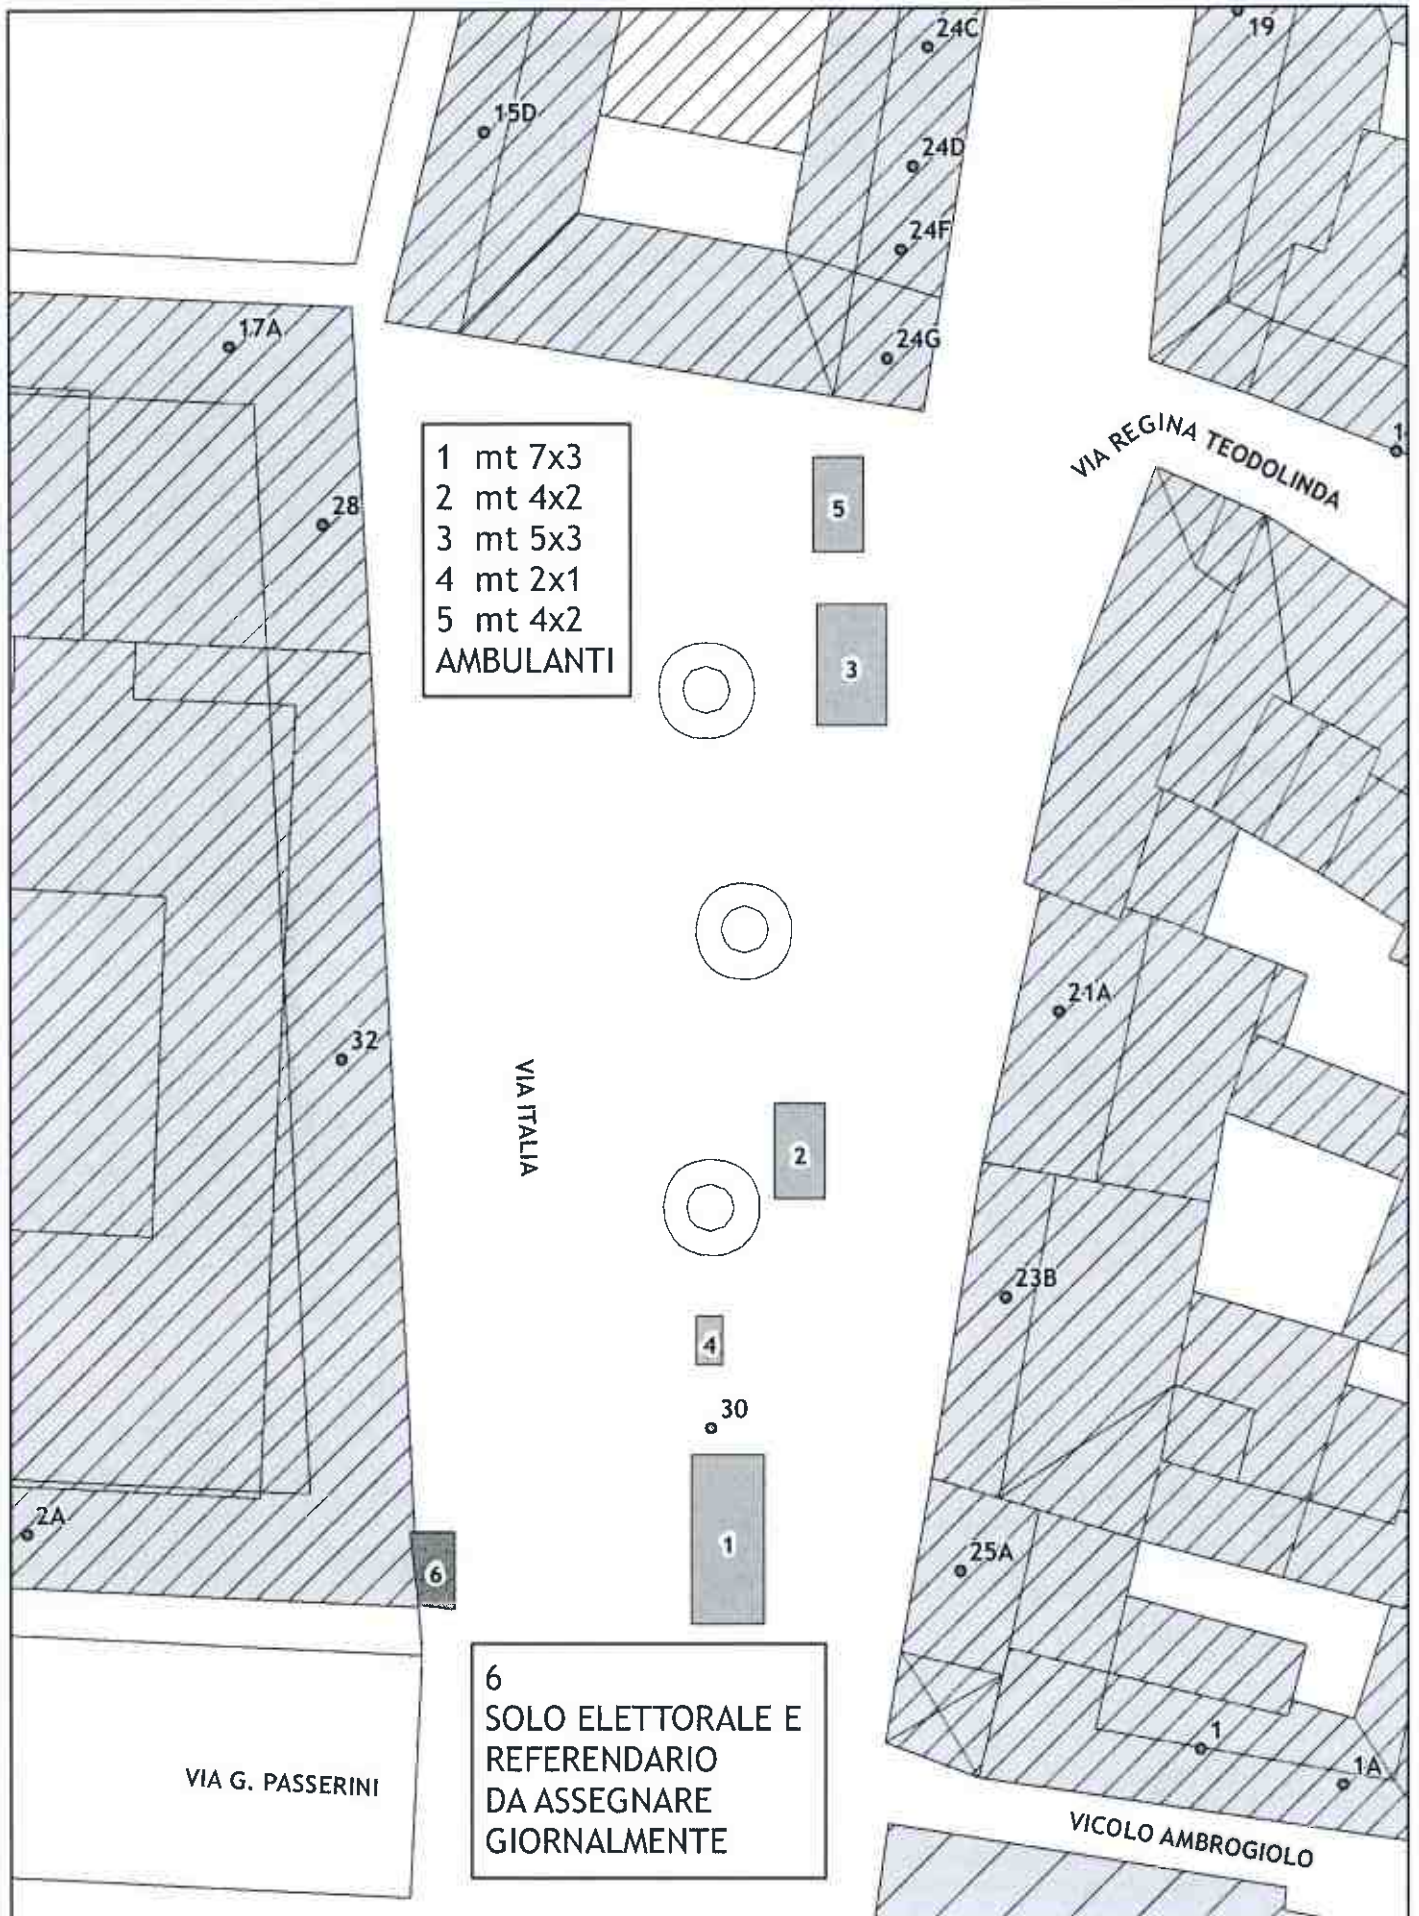 24C
19
15D
24D
24F
24G
17A
VIA REGINA TEODOLINDA
1 mt 7x3
2 mt 4x2
3 mt 5x3
4 mt 2x1
5 mt 4x2
AMBULANTI
28
5
3
21A
32
VIA ITALIA
2
23B
4
30
2A
6
1
25A
6
SOLO ELETTORALE E
REFERENDARIO
DA ASSEGNARE
GIORNALMENTE
VIA G. PASSERINI
1
1A
VICOLO AMBROGIOLO